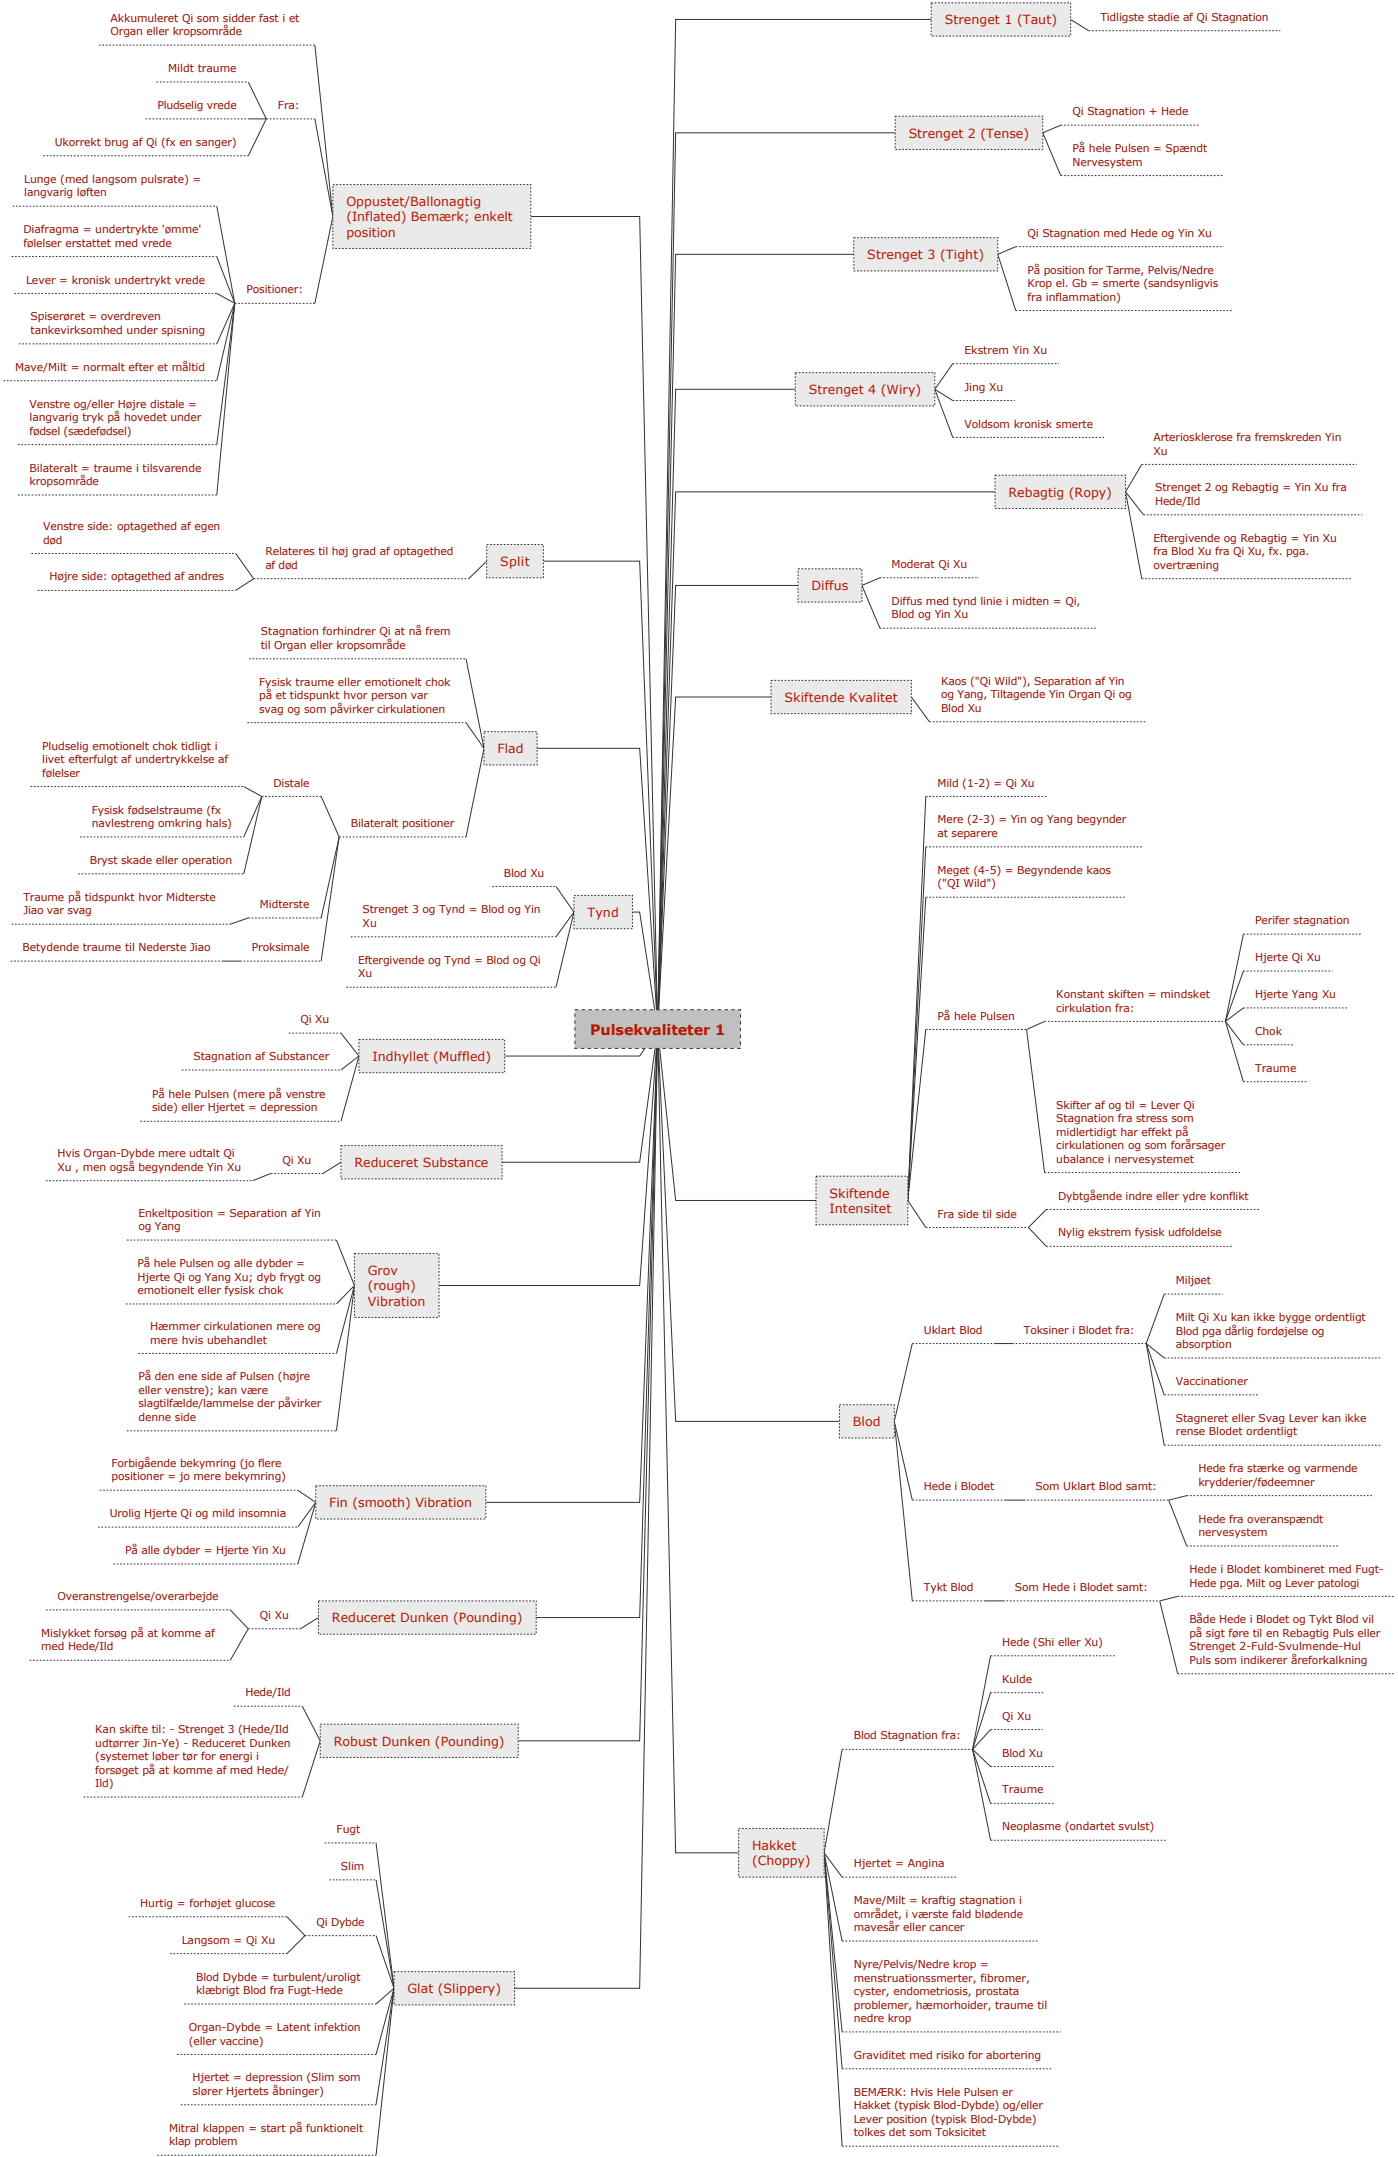 Pulsekvaliteter 1
Akkumuleret Qi som sidder fast i et
Organ eller kropsområde
Mildt traume
Pludselig vrede
Fra:
Ukorrekt brug af Qi (fx en sanger)
Lunge (med langsom pulsrate) =
langvarig løften
Diafragma = undertrykte 'ømme'
følelser erstattet med vrede
Lever = kronisk undertrykt vrede
Positioner:
Spiserøret = overdreven
tankevirksomhed under spisning
Mave/Milt = normalt efter et måltid
Venstre og/eller Højre distale =
langvarig tryk på hovedet under
fødsel (sædefødsel)
Bilateralt = traume i tilsvarende
kropsområde
Oppustet/Ballonagtig
(Inflated) Bemærk; enkelt
position
Venstre side: optagethed af egen
død
Højre side: optagethed af andres
Relateres til høj grad af optagethed
af død
Split
Stagnation forhindrer Qi at nå frem
til Organ eller kropsområde
Fysisk traume eller emotionelt chok
på et tidspunkt hvor person var
svag og som påvirker cirkulationen
Flad
Pludselig emotionelt chok tidligt i
livet efterfulgt af undertrykkelse af
følelser
Distale
Fysisk fødselstraume (fx
navlestreng omkring hals)
Bryst skade eller operation
Bilateralt positioner
Traume på tidspunkt hvor Midterste
Jiao var svag
Midterste
Betydende traume til Nederste Jiao
Proksimale
Blod Xu
Strenget 3 og Tynd = Blod og Yin
Xu
Eftergivende og Tynd = Blod og Qi
Xu
Tynd
Qi Xu
Stagnation af Substancer
På hele Pulsen (mere på venstre
side) eller Hjertet = depression
Indhyllet (Muffled)
Hvis Organ-Dybde mere udtalt Qi
Xu , men også begyndende Yin Xu
Qi Xu
Reduceret Substance
Enkeltposition = Separation af Yin
og Yang
På hele Pulsen og alle dybder =
Hjerte Qi og Yang Xu; dyb frygt og
emotionelt eller fysisk chok
Hæmmer cirkulationen mere og
mere hvis ubehandlet
På den ene side af Pulsen (højre
eller venstre); kan være
slagtilfælde/lammelse der påvirker
denne side
Grov
(rough)
Vibration
Forbigående bekymring (jo flere
positioner = jo mere bekymring)
Urolig Hjerte Qi og mild insomnia
På alle dybder = Hjerte Yin Xu
Fin (smooth) Vibration
Overanstrengelse/overarbejde
Mislykket forsøg på at komme af
med Hede/Ild
Qi Xu
Reduceret Dunken (Pounding)
Hede/Ild
Kan skifte til: - Strenget 3 (Hede/Ild
udtørrer Jin-Ye) - Reduceret Dunken
(systemet løber tør for energi i
forsøget på at komme af med Hede/
Ild)
Robust Dunken (Pounding)
Fugt
Slim
Hurtig = forhøjet glucose
Langsom = Qi Xu
Qi Dybde
Blod Dybde = turbulent/uroligt
klæbrigt Blod fra Fugt-Hede
Organ-Dybde = Latent infektion
(eller vaccine)
Hjertet = depression (Slim som
slører Hjertets åbninger)
Mitral klappen = start på funktionelt
klap problem
Glat (Slippery)
Strenget 1 (Taut)
Tidligste stadie af Qi Stagnation
Strenget 2 (Tense)
Qi Stagnation + Hede
På hele Pulsen = Spændt
Nervesystem
Strenget 3 (Tight)
Qi Stagnation med Hede og Yin Xu
På position for Tarme, Pelvis/Nedre
Krop el. Gb = smerte (sandsynligvis
fra inflammation)
Strenget 4 (Wiry)
Ekstrem Yin Xu
Jing Xu
Voldsom kronisk smerte
Rebagtig (Ropy)
Arteriosklerose fra fremskreden Yin
Xu
Strenget 2 og Rebagtig = Yin Xu fra
Hede/Ild
Eftergivende og Rebagtig = Yin Xu
fra Blod Xu fra Qi Xu, fx. pga.
overtræning
Diffus
Moderat Qi Xu
Diffus med tynd linie i midten = Qi,
Blod og Yin Xu
Skiftende Kvalitet
Kaos ("Qi Wild"), Separation af Yin
og Yang, Tiltagende Yin Organ Qi og
Blod Xu
Skiftende
Intensitet
Mild (1-2) = Qi Xu
Mere (2-3) = Yin og Yang begynder
at separere
Meget (4-5) = Begyndende kaos
("QI Wild")
På hele Pulsen
Konstant skiften = mindsket
cirkulation fra:
Perifer stagnation
Hjerte Qi Xu
Hjerte Yang Xu
Chok
Traume
Skifter af og til = Lever Qi
Stagnation fra stress som
midlertidigt har effekt på
cirkulationen og som forårsager
ubalance i nervesystemet
Fra side til side
Dybtgående indre eller ydre konflikt
Nylig ekstrem fysisk udfoldelse
Blod
Uklart Blod
Toksiner i Blodet fra:
Miljøet
Milt Qi Xu kan ikke bygge ordentligt
Blod pga dårlig fordøjelse og
absorption
Vaccinationer
Stagneret eller Svag Lever kan ikke
rense Blodet ordentligt
Hede i Blodet
Som Uklart Blod samt:
Hede fra stærke og varmende
krydderier/fødeemner
Hede fra overanspændt
nervesystem
Tykt Blod
Som Hede i Blodet samt:
Hede i Blodet kombineret med Fugt-
Hede pga. Milt og Lever patologi
Både Hede i Blodet og Tykt Blod vil
på sigt føre til en Rebagtig Puls eller
Strenget 2-Fuld-Svulmende-Hul
Puls som indikerer åreforkalkning
Hakket
(Choppy)
Blod Stagnation fra:
Hede (Shi eller Xu)
Kulde
Qi Xu
Blod Xu
Traume
Neoplasme (ondartet svulst)
Hjertet = Angina
Mave/Milt = kraftig stagnation i
området, i værste fald blødende
mavesår eller cancer
Nyre/Pelvis/Nedre krop =
menstruationssmerter, fibromer,
cyster, endometriosis, prostata
problemer, hæmorhoider, traume til
nedre krop
Graviditet med risiko for abortering
BEMÆRK: Hvis Hele Pulsen er
Hakket (typisk Blod-Dybde) og/eller
Lever position (typisk Blod-Dybde)
tolkes det som Toksicitet